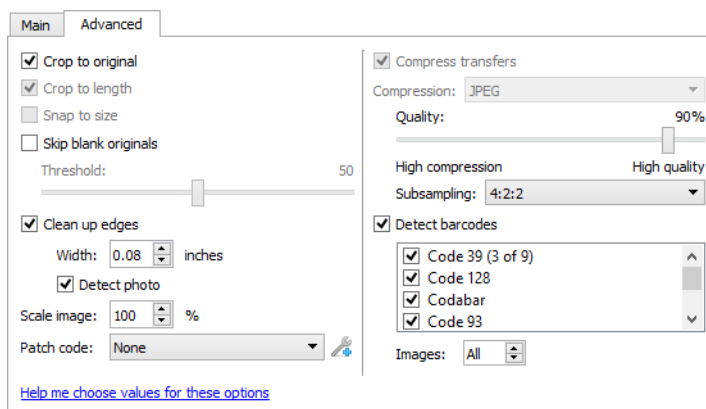 Main
Advanced
Crop to original
Crop to length
Snap to size
Skip blank originals
Threshold:
50
Clean up edges
Width:
0.08
inches
Detect photo
Scale image:
100
%
Patch code:
None
Help me choose values for these options
Compress transfers
Compression:
JPEG
Quality:
90%
High compression
High quality
Subsampling:
4:2:2
Detect barcodes
Code 39 (3 of 9)
Code 128
Codabar
Code 93
Images:
All